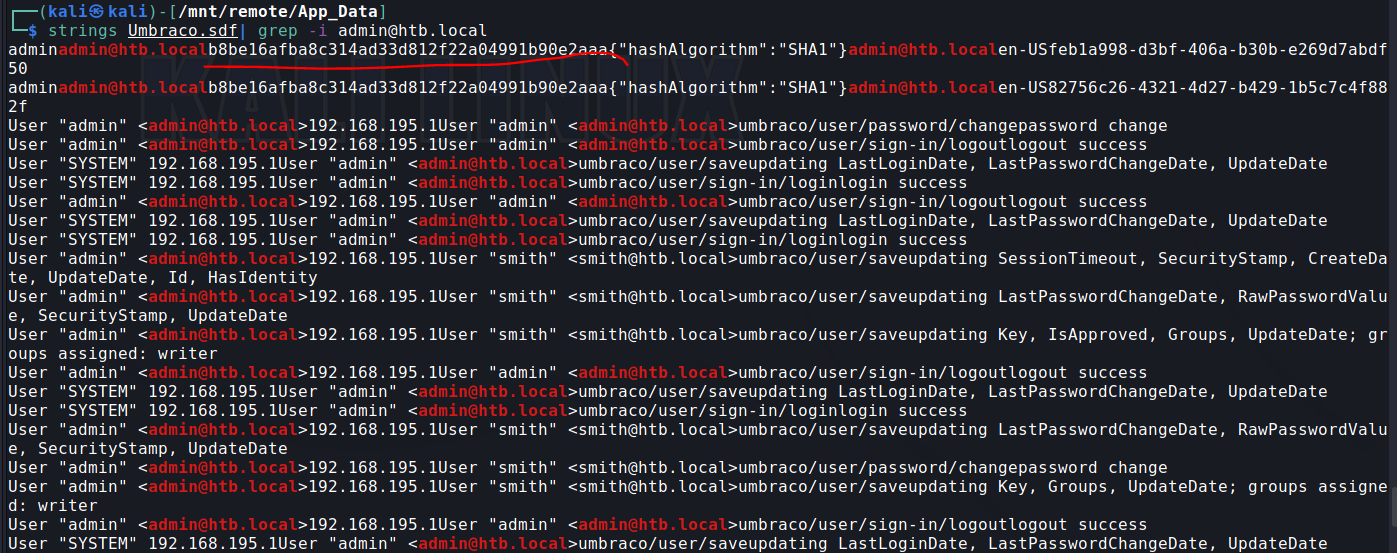 (kali㉿kali)-[/mnt/remote/App_Data]
$ strings Umbraco.sdf| grep -i admin@htb.local
adminadmin@htb.localb8be16afba8c314ad33d812f22a04991b90e2aaa{"hashAlgorithm":"SHA1"}admin@htb.localen-USfeb1a998-d3bf-406a-b30b-e269d7abdf
50
adminadmin@htb.localb8be16afba8c314ad33d812f22a04991b90e2aaa{"hashAlgorithm":"SHA1"}admin@htb.localen-US82756c26-4321-4d27-b429-1b5c7c4f88
2f
User "admin" <admin@htb.local>192.168.195.1User "admin" <admin@htb.local>umbraco/user/password/changepassword change
User "admin" <admin@htb.local>192.168.195.1User "admin" <admin@htb.local>umbraco/user/sign-in/logoutlogout success
User "SYSTEM" 192.168.195.1User "admin" <admin@htb.local>umbraco/user/saveupdating LastLoginDate, LastPasswordChangeDate, UpdateDate
User "SYSTEM" 192.168.195.1User "admin" <admin@htb.local>umbraco/user/sign-in/loginlogin success
User "admin" <admin@htb.local>192.168.195.1User "admin" <admin@htb.local>umbraco/user/sign-in/logoutlogout success
User "SYSTEM" 192.168.195.1User "admin" <admin@htb.local>umbraco/user/saveupdating LastLoginDate, LastPasswordChangeDate, UpdateDate
User "SYSTEM" 192.168.195.1User "admin" <admin@htb.local>umbraco/user/sign-in/loginlogin success
User "admin" <admin@htb.local>192.168.195.1User "smith" <smith@htb.local>umbraco/user/saveupdating SessionTimeout, SecurityStamp, CreateDa
te, UpdateDate, Id, HasIdentity
User "admin" <admin@htb.local>192.168.195.1User "smith" <smith@htb.local>umbraco/user/saveupdating LastPasswordChangeDate, RawPasswordValu
e, SecurityStamp, UpdateDate
User "admin" <admin@htb.local>192.168.195.1User "smith" <smith@htb.local>umbraco/user/saveupdating Key, IsApproved, Groups, UpdateDate; gr
oups assigned: writer
User "admin" <admin@htb.local>192.168.195.1User "admin" <admin@htb.local>umbraco/user/sign-in/logoutlogout success
User "SYSTEM" 192.168.195.1User "admin" <admin@htb.local>umbraco/user/saveupdating LastLoginDate, LastPasswordChangeDate, UpdateDate
User "SYSTEM" 192.168.195.1User "admin" <admin@htb.local>umbraco/user/sign-in/loginlogin success
User "admin" <admin@htb.local>192.168.195.1User "smith" <smith@htb.local>umbraco/user/saveupdating LastPasswordChangeDate, RawPasswordValu
e, SecurityStamp, UpdateDate
User "admin" <admin@htb.local>192.168.195.1User "smith" <smith@htb.local>umbraco/user/password/changepassword change
User "admin" <admin@htb.local>192.168.195.1User "smith" <smith@htb.local>umbraco/user/saveupdating Key, Groups, UpdateDate; groups assigne
d: writer
User "admin" <admin@htb.local>192.168.195.1User "admin" <admin@htb.local>umbraco/user/sign-in/logoutlogout success
User "SYSTEM" 192.168.195.1User "admin" <admin@htb.local>umbraco/user/saveupdating LastLoginDate, LastPasswordChangeDate, UpdateDate
KALI LINUX